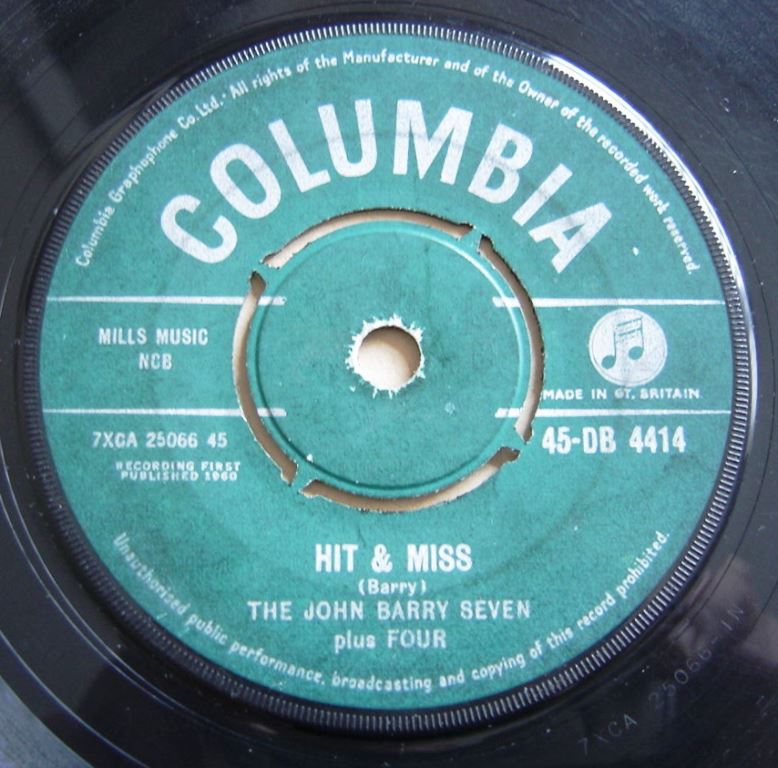 Columbia Graphophone Co. Ltd. · All rights of the Manufacturer and of the Owner of the recorded work reserved.
COLUMBIA
MILLS MUSIC
NCB
MADE IN GT. BRITAIN
7XCA 25066 45
45-DB 4414
RECORDING FIRST
PUBLISHED 1960
HIT & MISS
(Barry)
THE JOHN BARRY SEVEN
plus FOUR
Unauthorised public performance, broadcasting and copying of this record prohibited.
7XCA 25066-1N